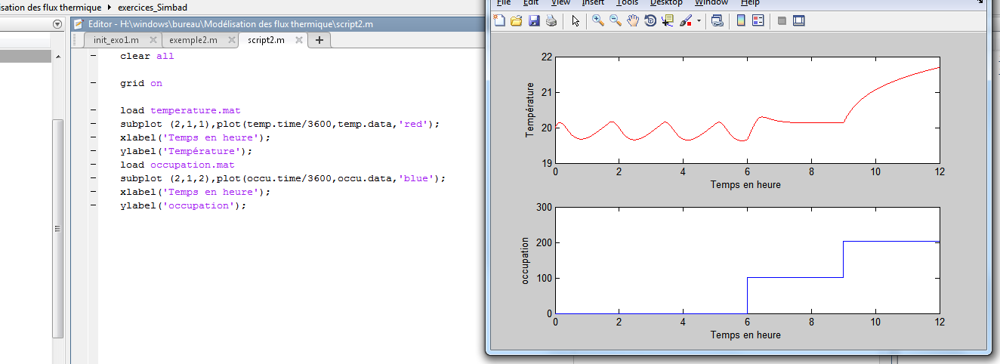 isation des flux thermique ▸ exercices_Simbad
Editor - H:\windows\bureau\Modélisation des flux thermique\script2.m
init_exo1.m exemple2.m script2.m
clear all
grid on
load temperature.mat
subplot (2,1,1),plot(temp.time/3600,temp.data,'red');
xlabel('Temps en heure');
ylabel('Température');
load occupation.mat
subplot (2,1,2),plot(occu.time/3600,occu.data,'blue');
xlabel('Temps en heure');
ylabel('occupation');
File Edit View Insert Tools Desktop Window Help
22
21
20
19
Température
0 2 4 6 8 10 12
Temps en heure
300
200
100
0
occupation
0 2 4 6 8 10 12
Temps en heure